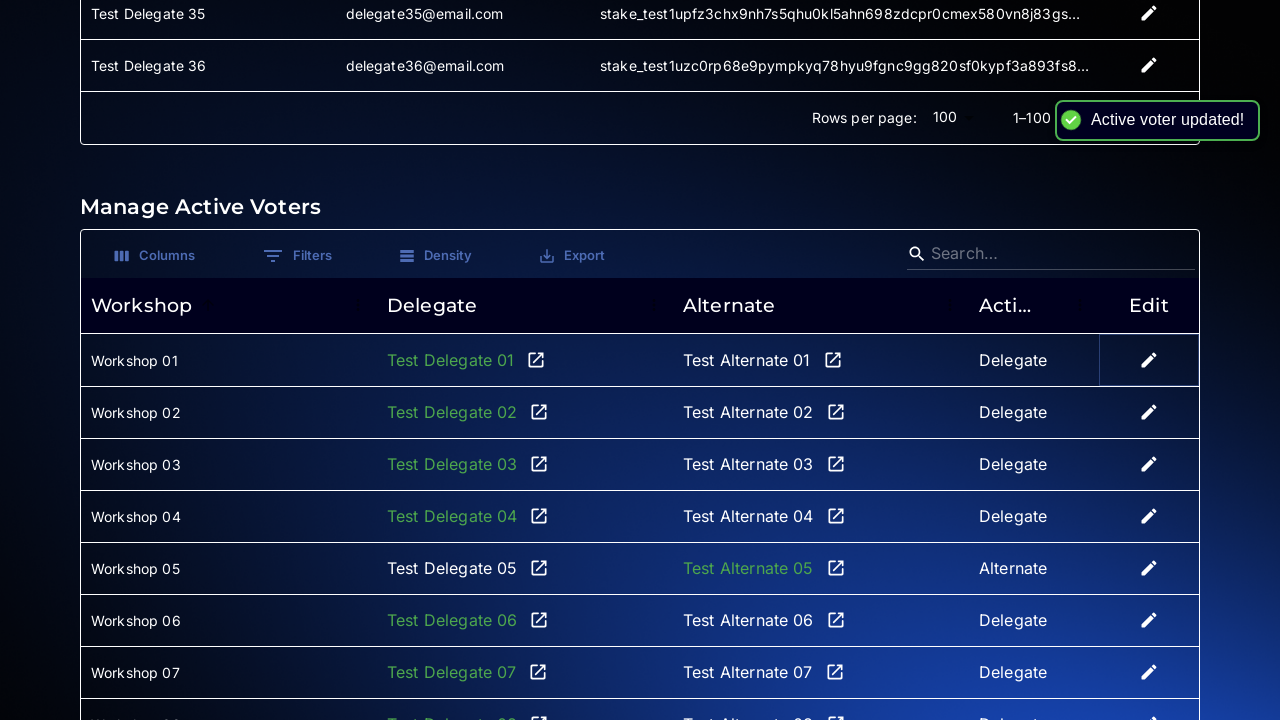 Test Delegate 35 delegate35@email.com stake_test1upfz3chx9nh7s5qhu0kl5ahn698zdcpr0cmex580vn8j83gs...
Test Delegate 36 delegate36@email.com stake_test1uzc0rp68e9pympkyq78hyu9fgnc9gg820sf0kypf3a893fs8...
Rows per page: 100 1–100
Active voter updated!
Manage Active Voters
Columns Filters Density Export Search...
Workshop Delegate Alternate Acti... Edit
Workshop 01 Test Delegate 01 Test Alternate 01 Delegate
Workshop 02 Test Delegate 02 Test Alternate 02 Delegate
Workshop 03 Test Delegate 03 Test Alternate 03 Delegate
Workshop 04 Test Delegate 04 Test Alternate 04 Delegate
Workshop 05 Test Delegate 05 Test Alternate 05 Alternate
Workshop 06 Test Delegate 06 Test Alternate 06 Delegate
Workshop 07 Test Delegate 07 Test Alternate 07 Delegate